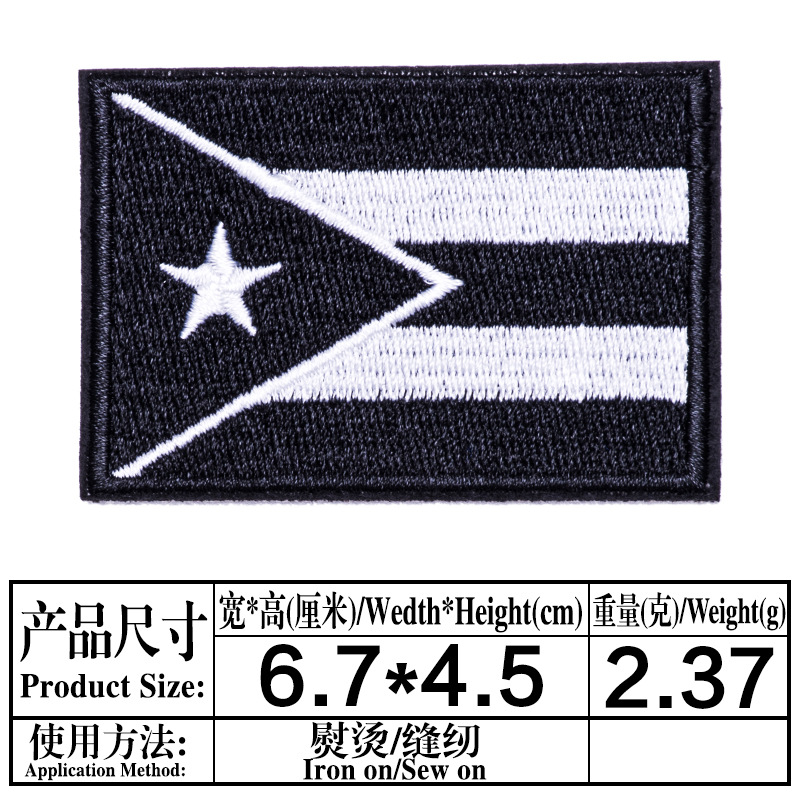 产品尺寸
Product Size:
宽*高(厘米)/Wedth*Height(cm)
重量(克)/Weight(g)
6.7*4.5
2.37
使用方法:
Application Method:
熨烫/缝纫
Iron on/Sew on